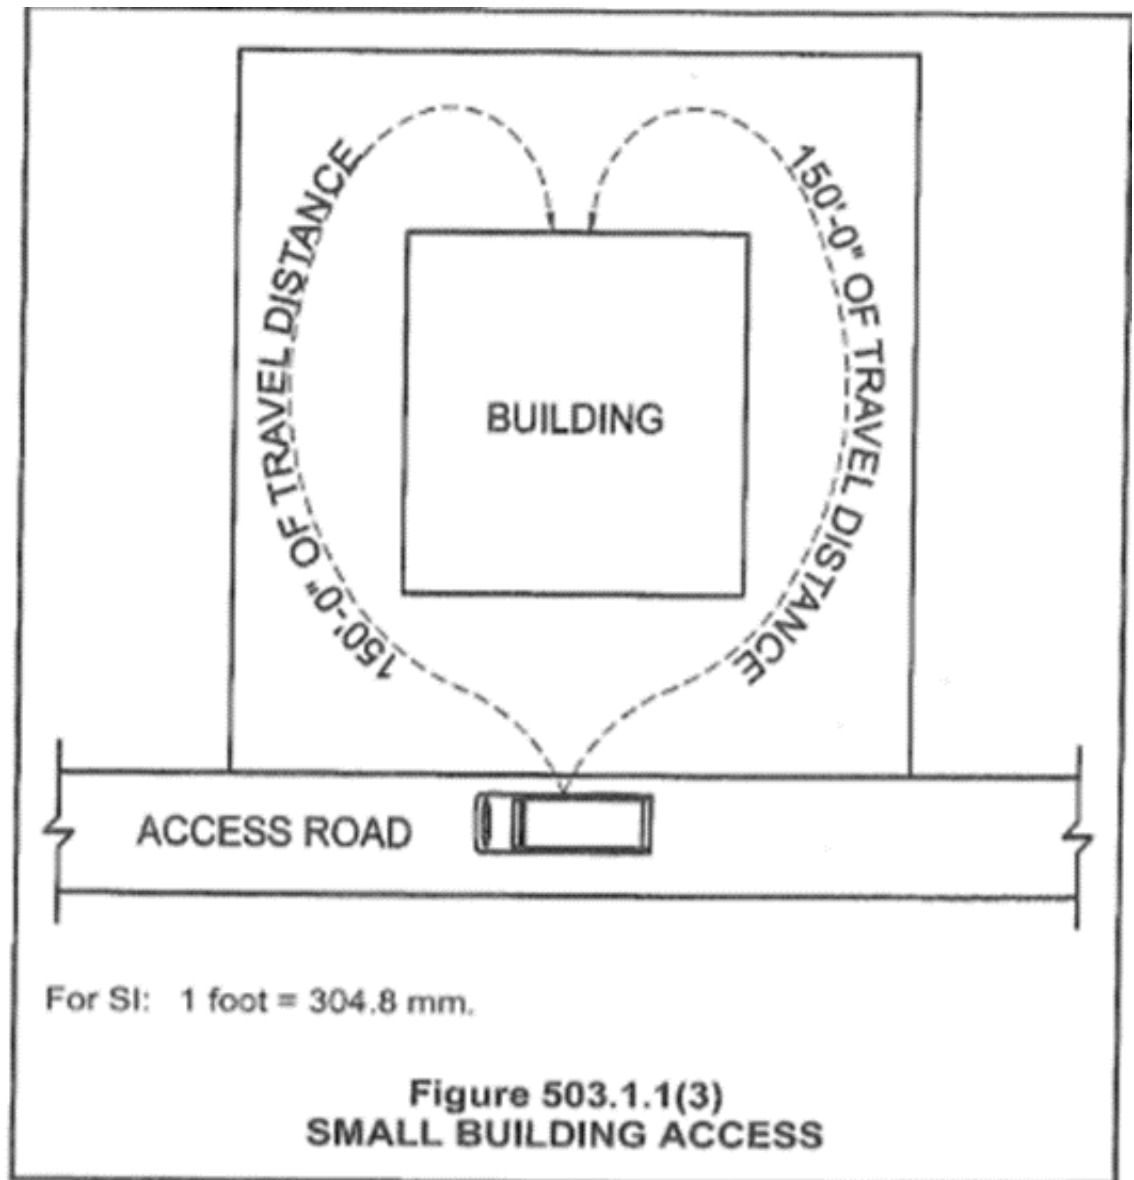 150'-0" OF TRAVEL DISTANCE
150'-0" OF TRAVEL DISTANCE
BUILDING
ACCESS ROAD
For SI: 1 foot = 304.8 mm.
Figure 503.1.1(3)
SMALL BUILDING ACCESS